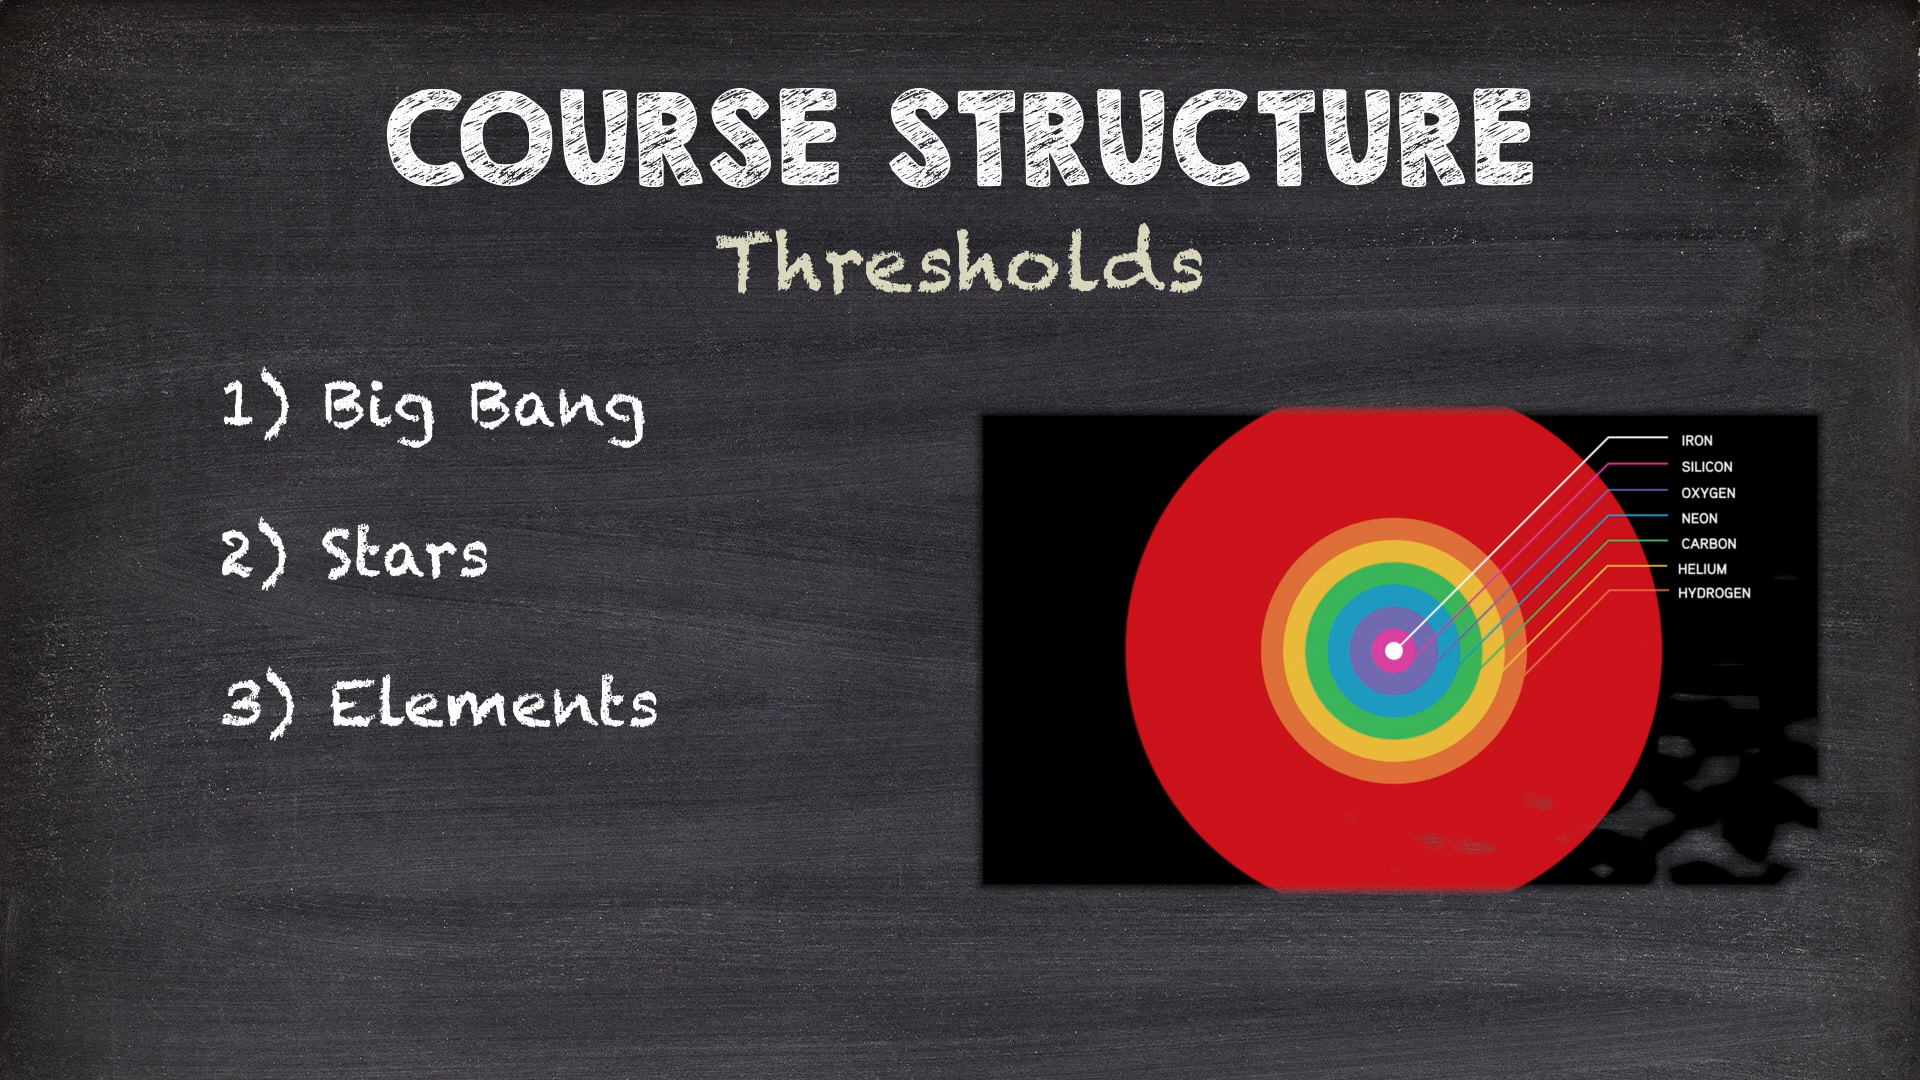 COURSE STRUCTURE
Thresholds
1) Big Bang
2) Stars
3) Elements
IRON
SILICON
OXYGEN
NEON
CARBON
HELIUM
HYDROGEN